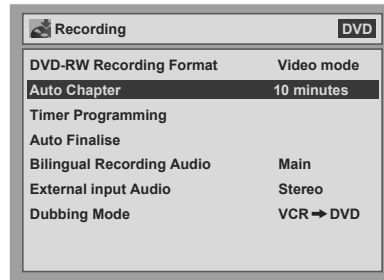 Recording DVD
DVD-RW Recording Format Video mode
Auto Chapter 10 minutes
Timer Programming
Auto Finalise
Bilingual Recording Audio Main
External input Audio Stereo
Dubbing Mode VCR ➞ DVD